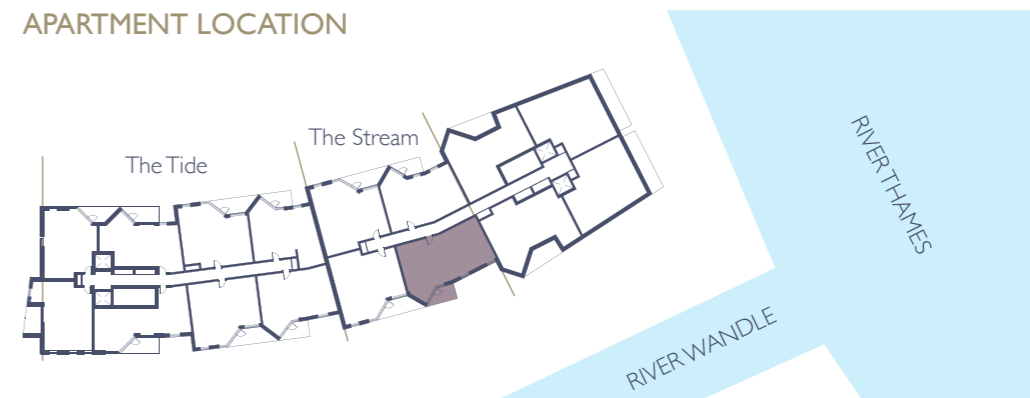 APARTMENT LOCATION
The Stream
The Tide
RIVER THAMES
RIVER WANDLE